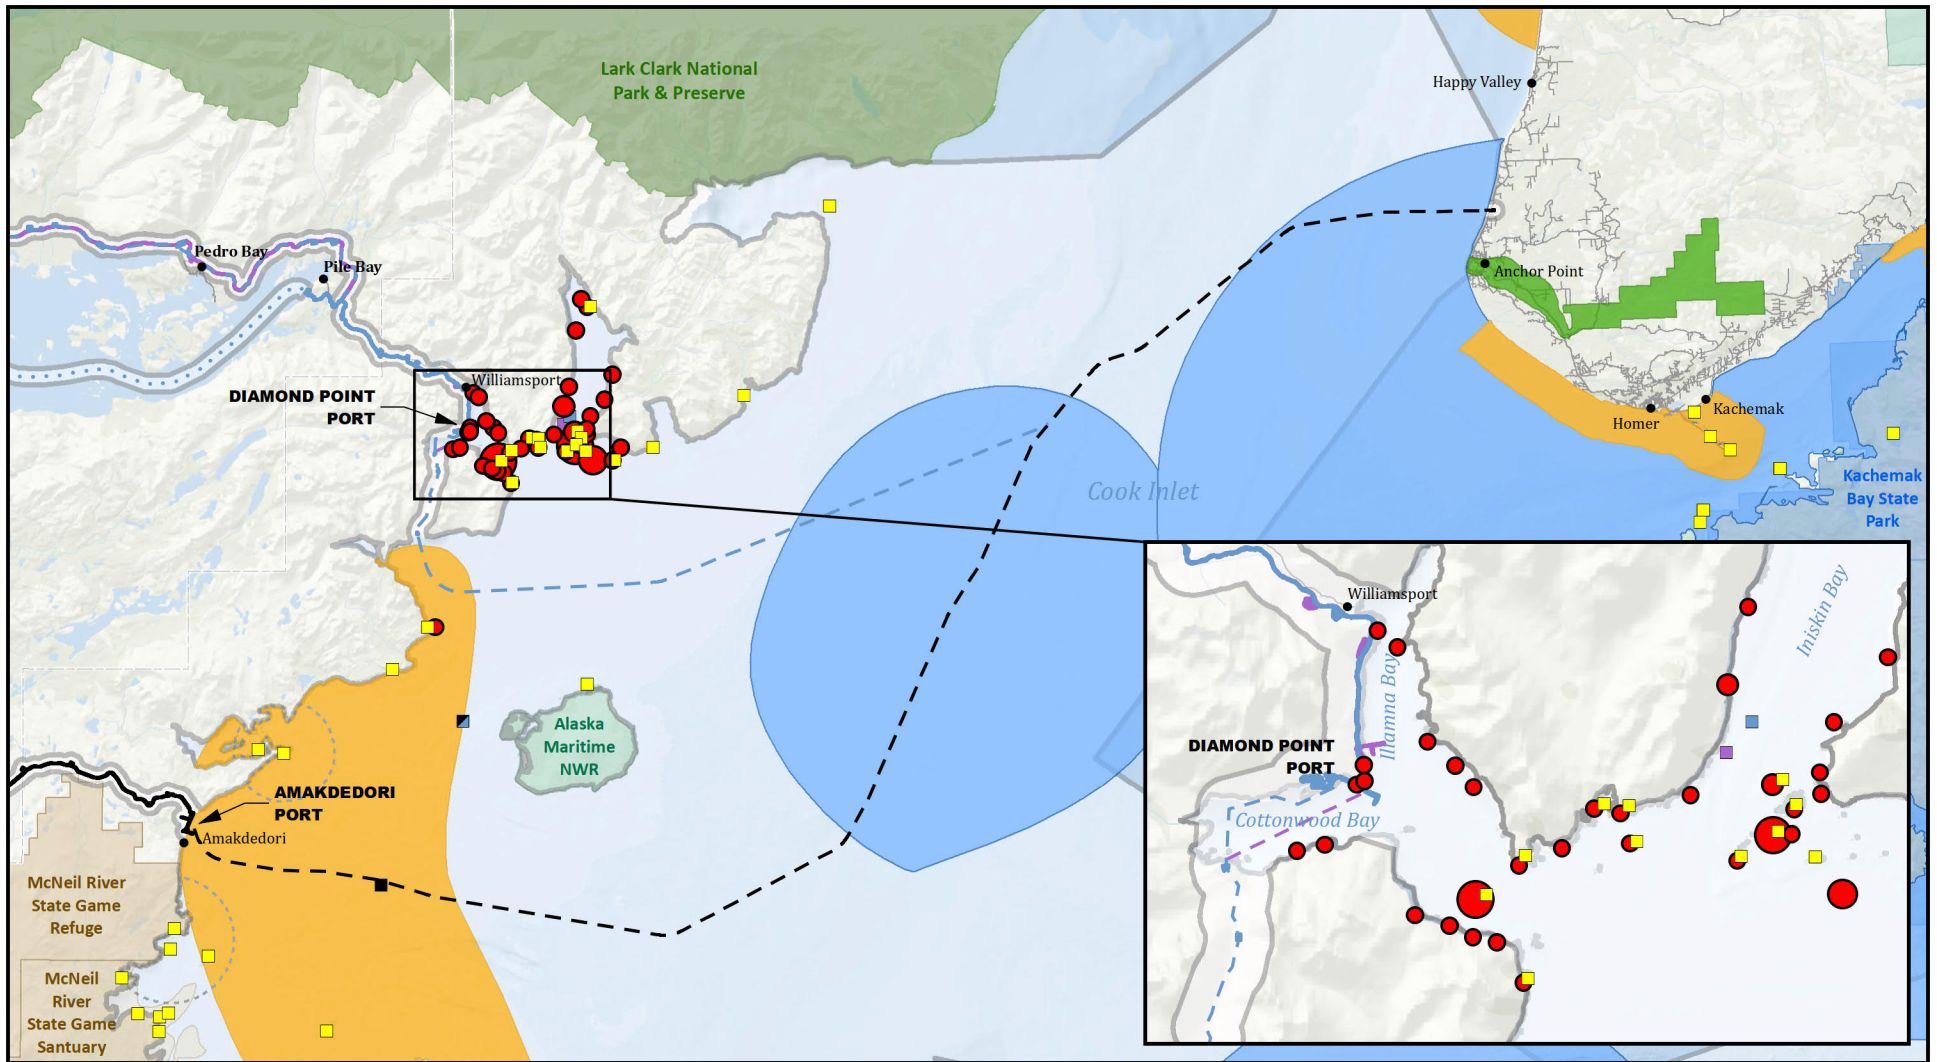 Lark Clark National
Park & Preserve
Happy Valley
Pedro Bay
Pile Bay
Anchor Point
Williamsport
DIAMOND POINT
PORT
Kachemak
Homer
Cook Inlet
Kachemak
Bay State
Park
Alaska
Maritime
NWR
AMAKDEDORI
PORT
Amakdedori
McNeil River
State Game
Refuge
McNeil
River
State Game
Santuary
Williamsport
Iniskin Bay
Iliamna Bay
DIAMOND POINT
PORT
Cottonwood Bay